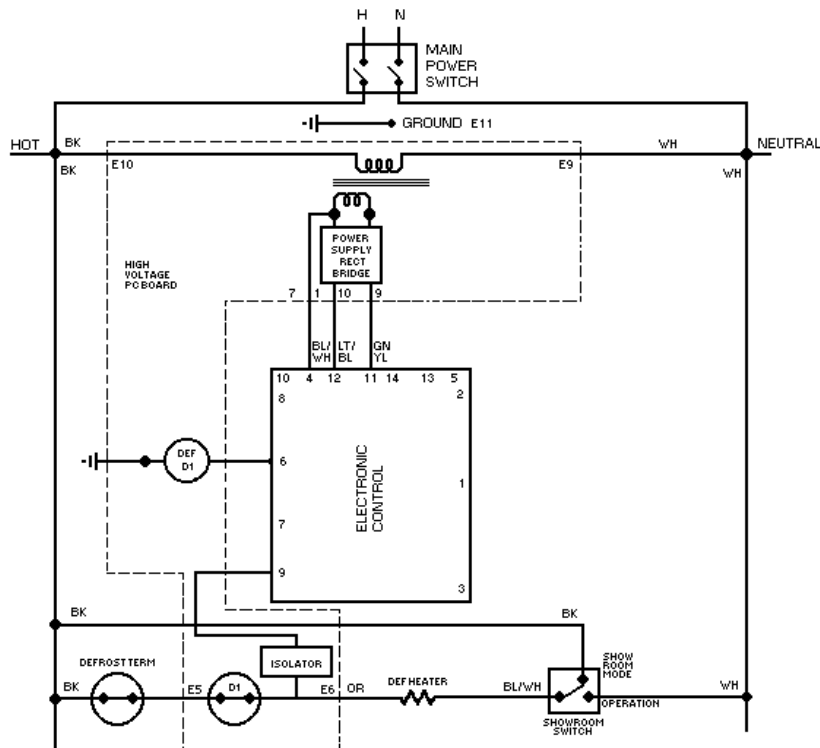 H N
MAIN
POWER
SWITCH
GROUND E11
HOT BK WH NEUTRAL
BK E10 E9 WH
POWER
SUPPLY
RECT
BRIDGE
HIGH
VOLTAGE
PC BOARD
7 1 10 9
BL/
WH
LT/
BL
GN
YL
10 4 12 11 14 13 5
8 2
DEF
D1
6
ELECTRONIC
CONTROL
1
7
9
3
BK BK
DEFROST TERM
ISOLATOR
DEF HEATER
SHOW
ROOM
MODE
BK E5 D1 E6 OR BL/WH WH
OPERATION
SHOWROOM
SWITCH